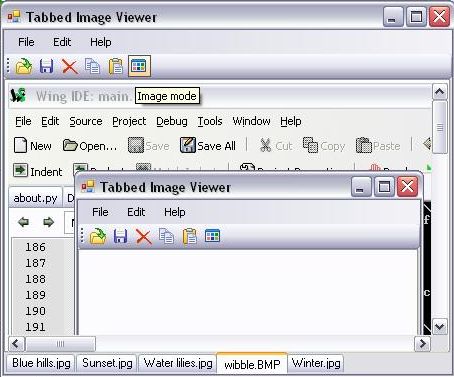 Tabbed Image Viewer
File Edit Help
Image mode
Wing IDE: main.
File Edit Source Project Debug Tools Window Help
New Open... Save Save All Cut Copy Paste
Indent
about.py D
Tabbed Image Viewer
File Edit Help
186
187
188
189
190
191
f
c
Blue hills.jpg Sunset.jpg Water lilies.jpg wibble.BMP Winter.jpg